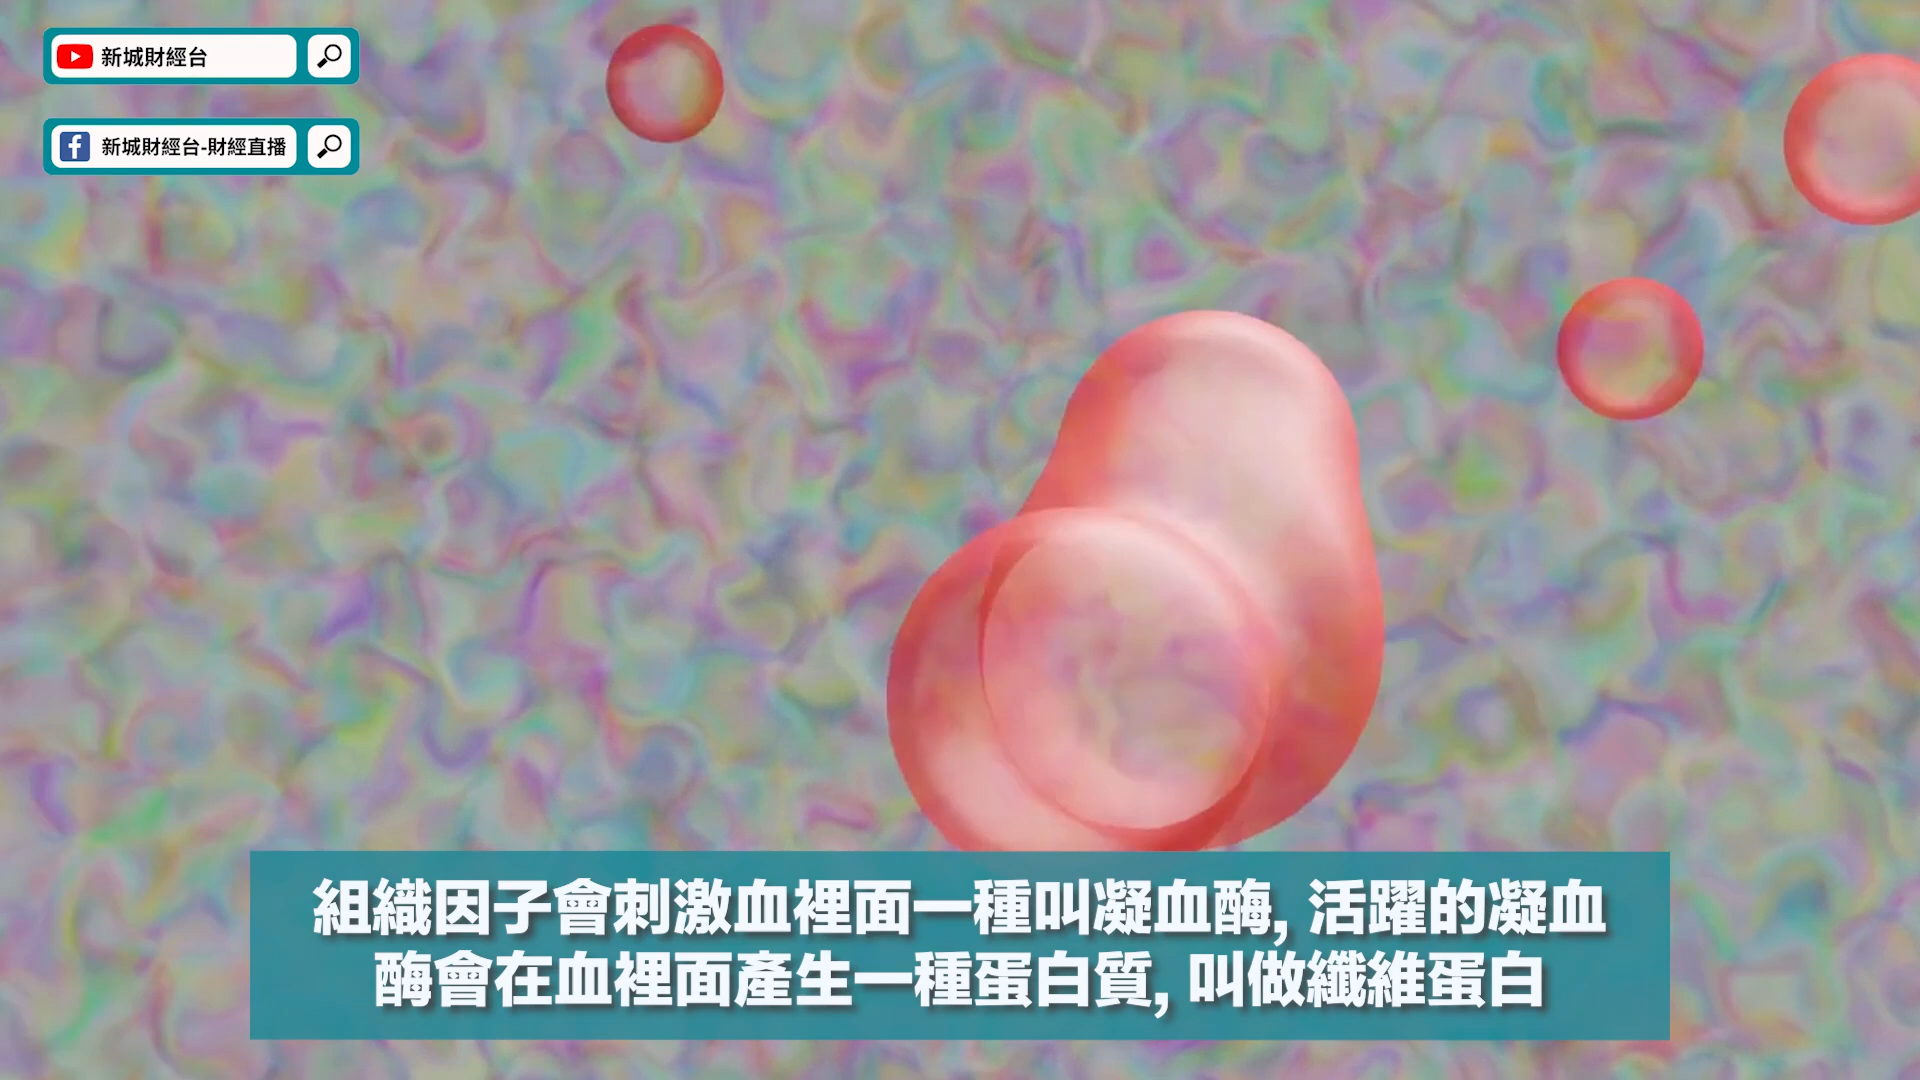 新城財經台
新城財經台-財經直播
組織因子會刺激血裡面一種叫凝血酶, 活躍的凝血
酶會在血裡面產生一種蛋白質, 叫做纖維蛋白